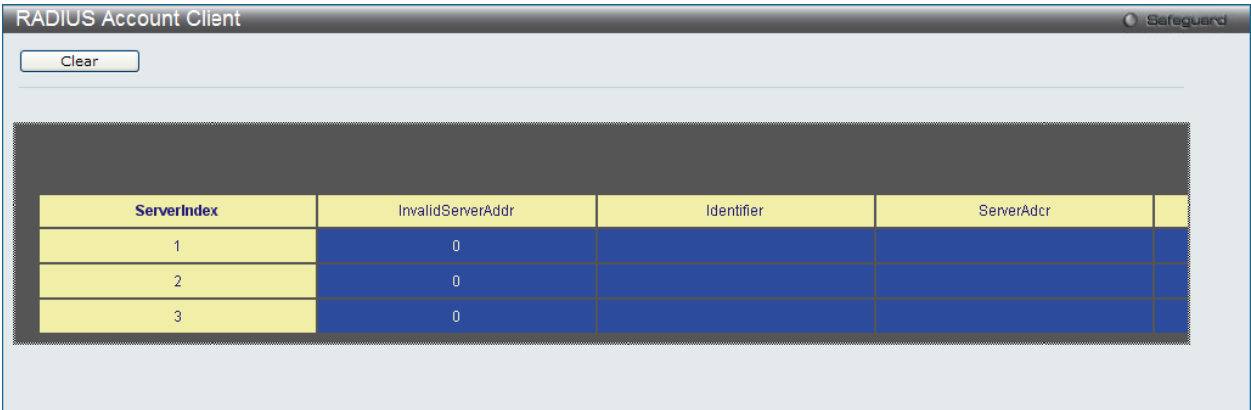 RADIUS Account Client
Safeguard
Clear
ServerIndex InvalidServerAddr Identifier ServerAdcr
1 0
2 0
3 0